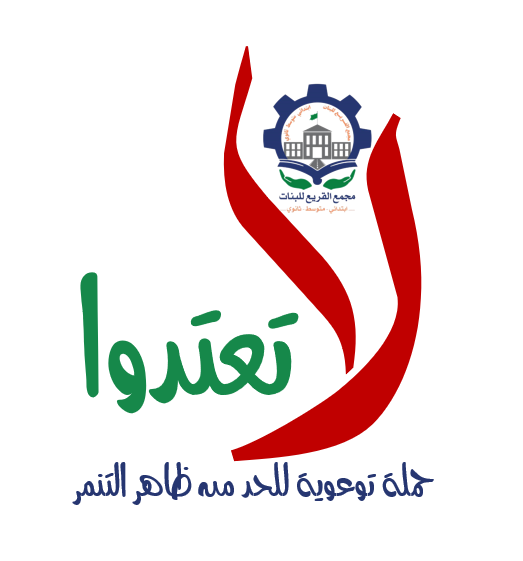 مجمع القريع للبنات
ابتدائي - متوسط - ثانوي
لا
تعتدوا
حملة توعوية للحد من ظاهر التنمر